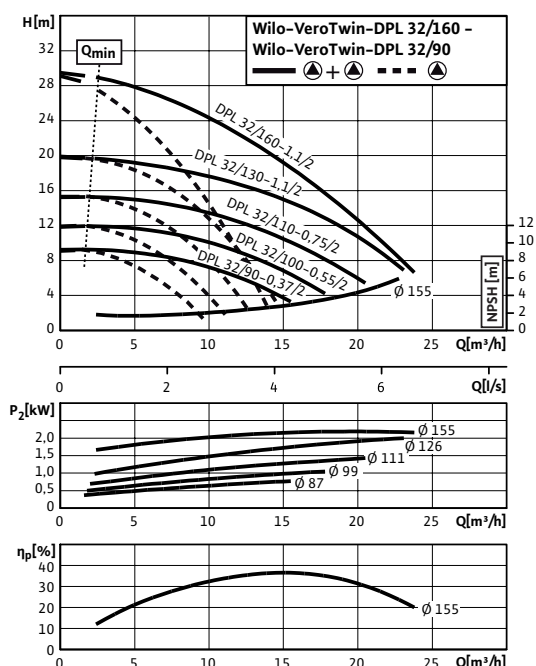 H[m]
Wilo–VeroTwin–DPL 32/160 –
Wilo–VeroTwin–DPL 32/90
+
Qmin
32
28
24
20
16
12
8
4
0
DPL 32/160–1,1/2
DPL 32/130–1,1/2
DPL 32/110–0,75/2
DPL 32/100–0,55/2
DPL 32/90–0,37/2
Ø 155
12
10
8
6
4
2
0
NPSH [m]
0 5 10 15 20 25 Q[m³/h]
0 2 4 6 Q[l/s]
P2[kW]
2,0
1,5
1,0
0,5
0
Ø 155
Ø 126
Ø 111
Ø 99
Ø 87
0 5 10 15 20 25 Q[m³/h]
ηp[%]
40
30
20
10
0
Ø 155
0 5 10 15 20 25 Q[m³/h]